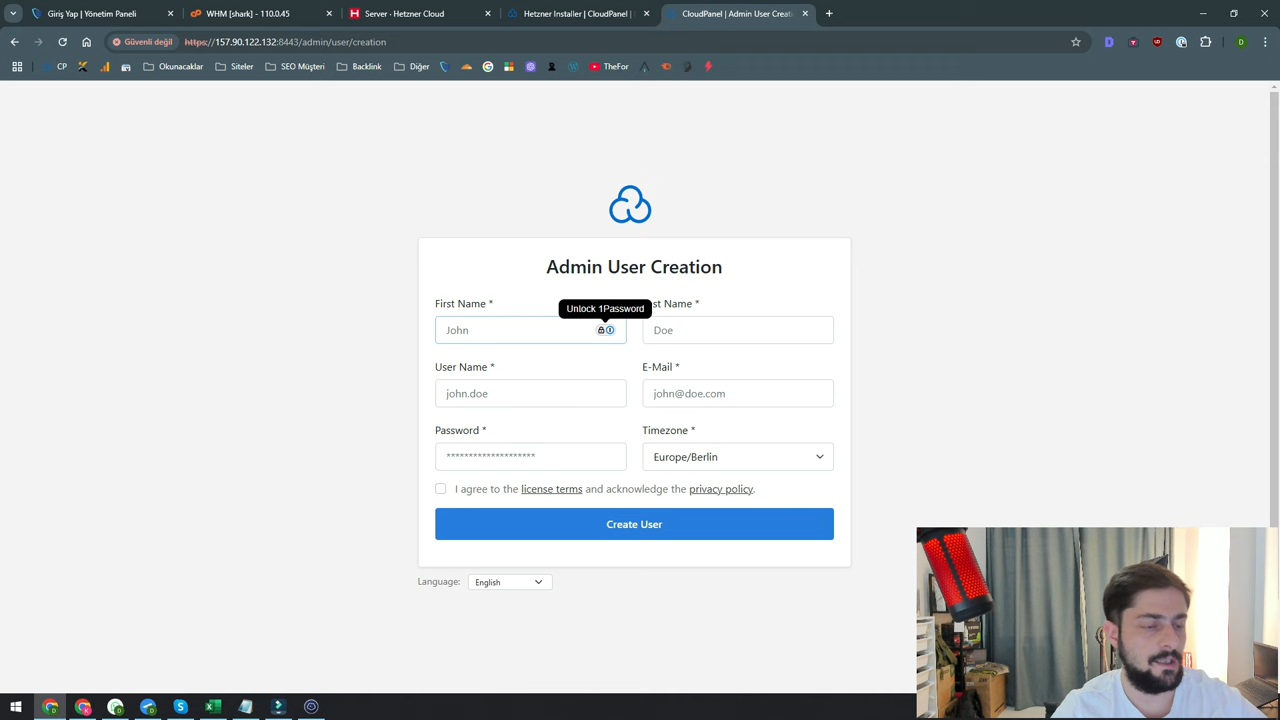 Giriş Yap | Yönetim Paneli
WHM [shark] - 110.0.45
Server · Hetzner Cloud
Hetzner Installer | CloudPanel |
CloudPanel | Admin User Creati
Güvenli değil
https://157.90.122.132:8443/admin/user/creation
CP
Okunacaklar
Siteler
SEO Müşteri
Backlink
Diğer
TheFor
Admin User Creation
First Name *
Unlock 1Password
st Name *
John
Doe
User Name *
E-Mail *
john.doe
john@doe.com
Password *
Timezone *
********************
Europe/Berlin
I agree to the license terms and acknowledge the privacy policy.
Create User
Language:
English